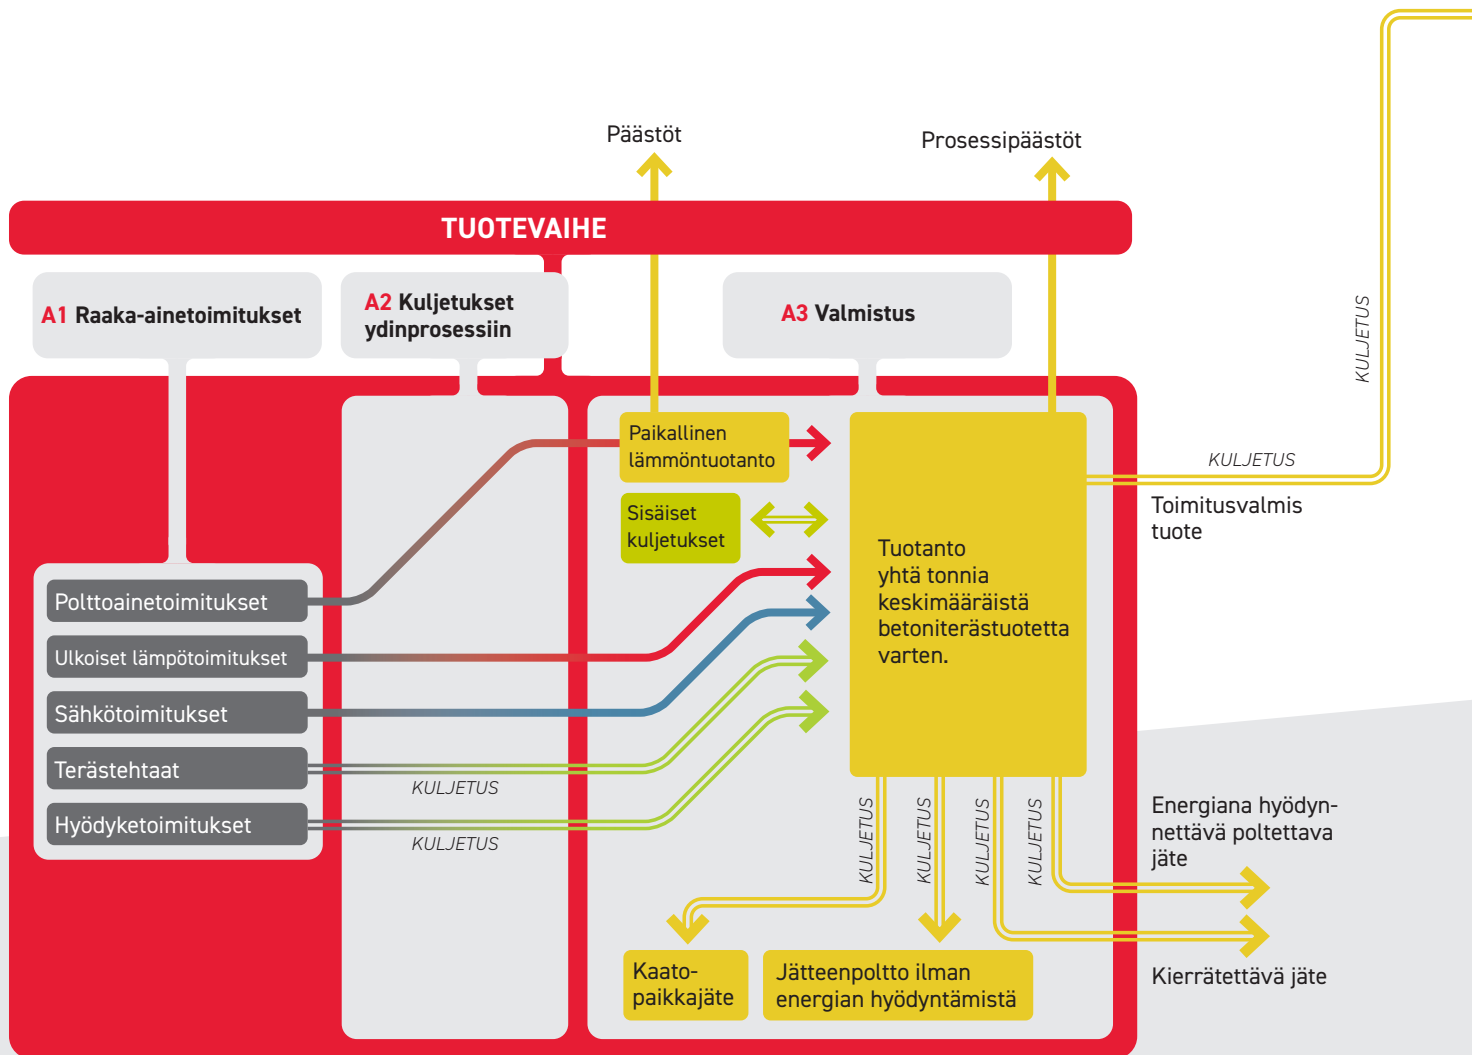 Päästöt
Prosessipäästöt
TUOTEVAIHE
A1 Raaka-ainetoimitukset
A2 Kuljetukset
ydinprosessiin
A3 Valmistus
KULJETUS
Paikallinen
lämmöntuotanto
KULJETUS
Toimitusvalmis
tuote
Sisäiset
kuljetukset
Tuotanto
yhtä tonnia
keskimääräistä
betoniterästuotetta
varten.
Polttoainetoimitukset
Ulkoiset lämpötoimitukset
Sähkötoimitukset
Terästehtaat
KULJETUS
Hyödyketoimitukset
KULJETUS
KULJETUS
KULJETUS
KULJETUS
KULJETUS
Energiana hyödyn-
nettävä poltettava
jäte
Kaato-
paikkajäte
Jätteenpoltto ilman
energian hyödyntämistä
Kierrätettävä jäte